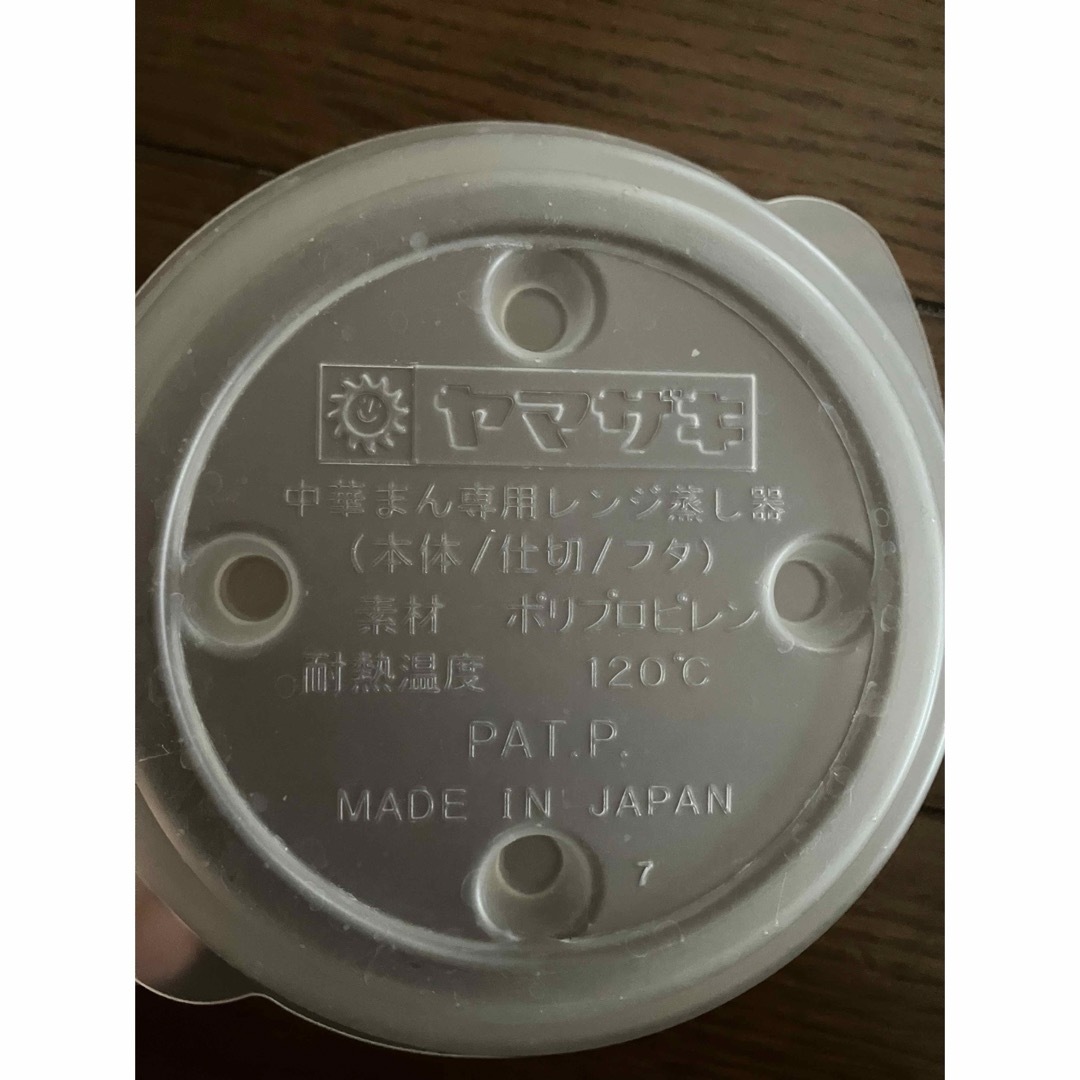 ヤマザキ
中華まん専用レンジ蒸し器
(本体/仕切/フタ)
素材 ポリプロピレン
耐熱温度 120℃
PAT.P.
MADE IN JAPAN
7